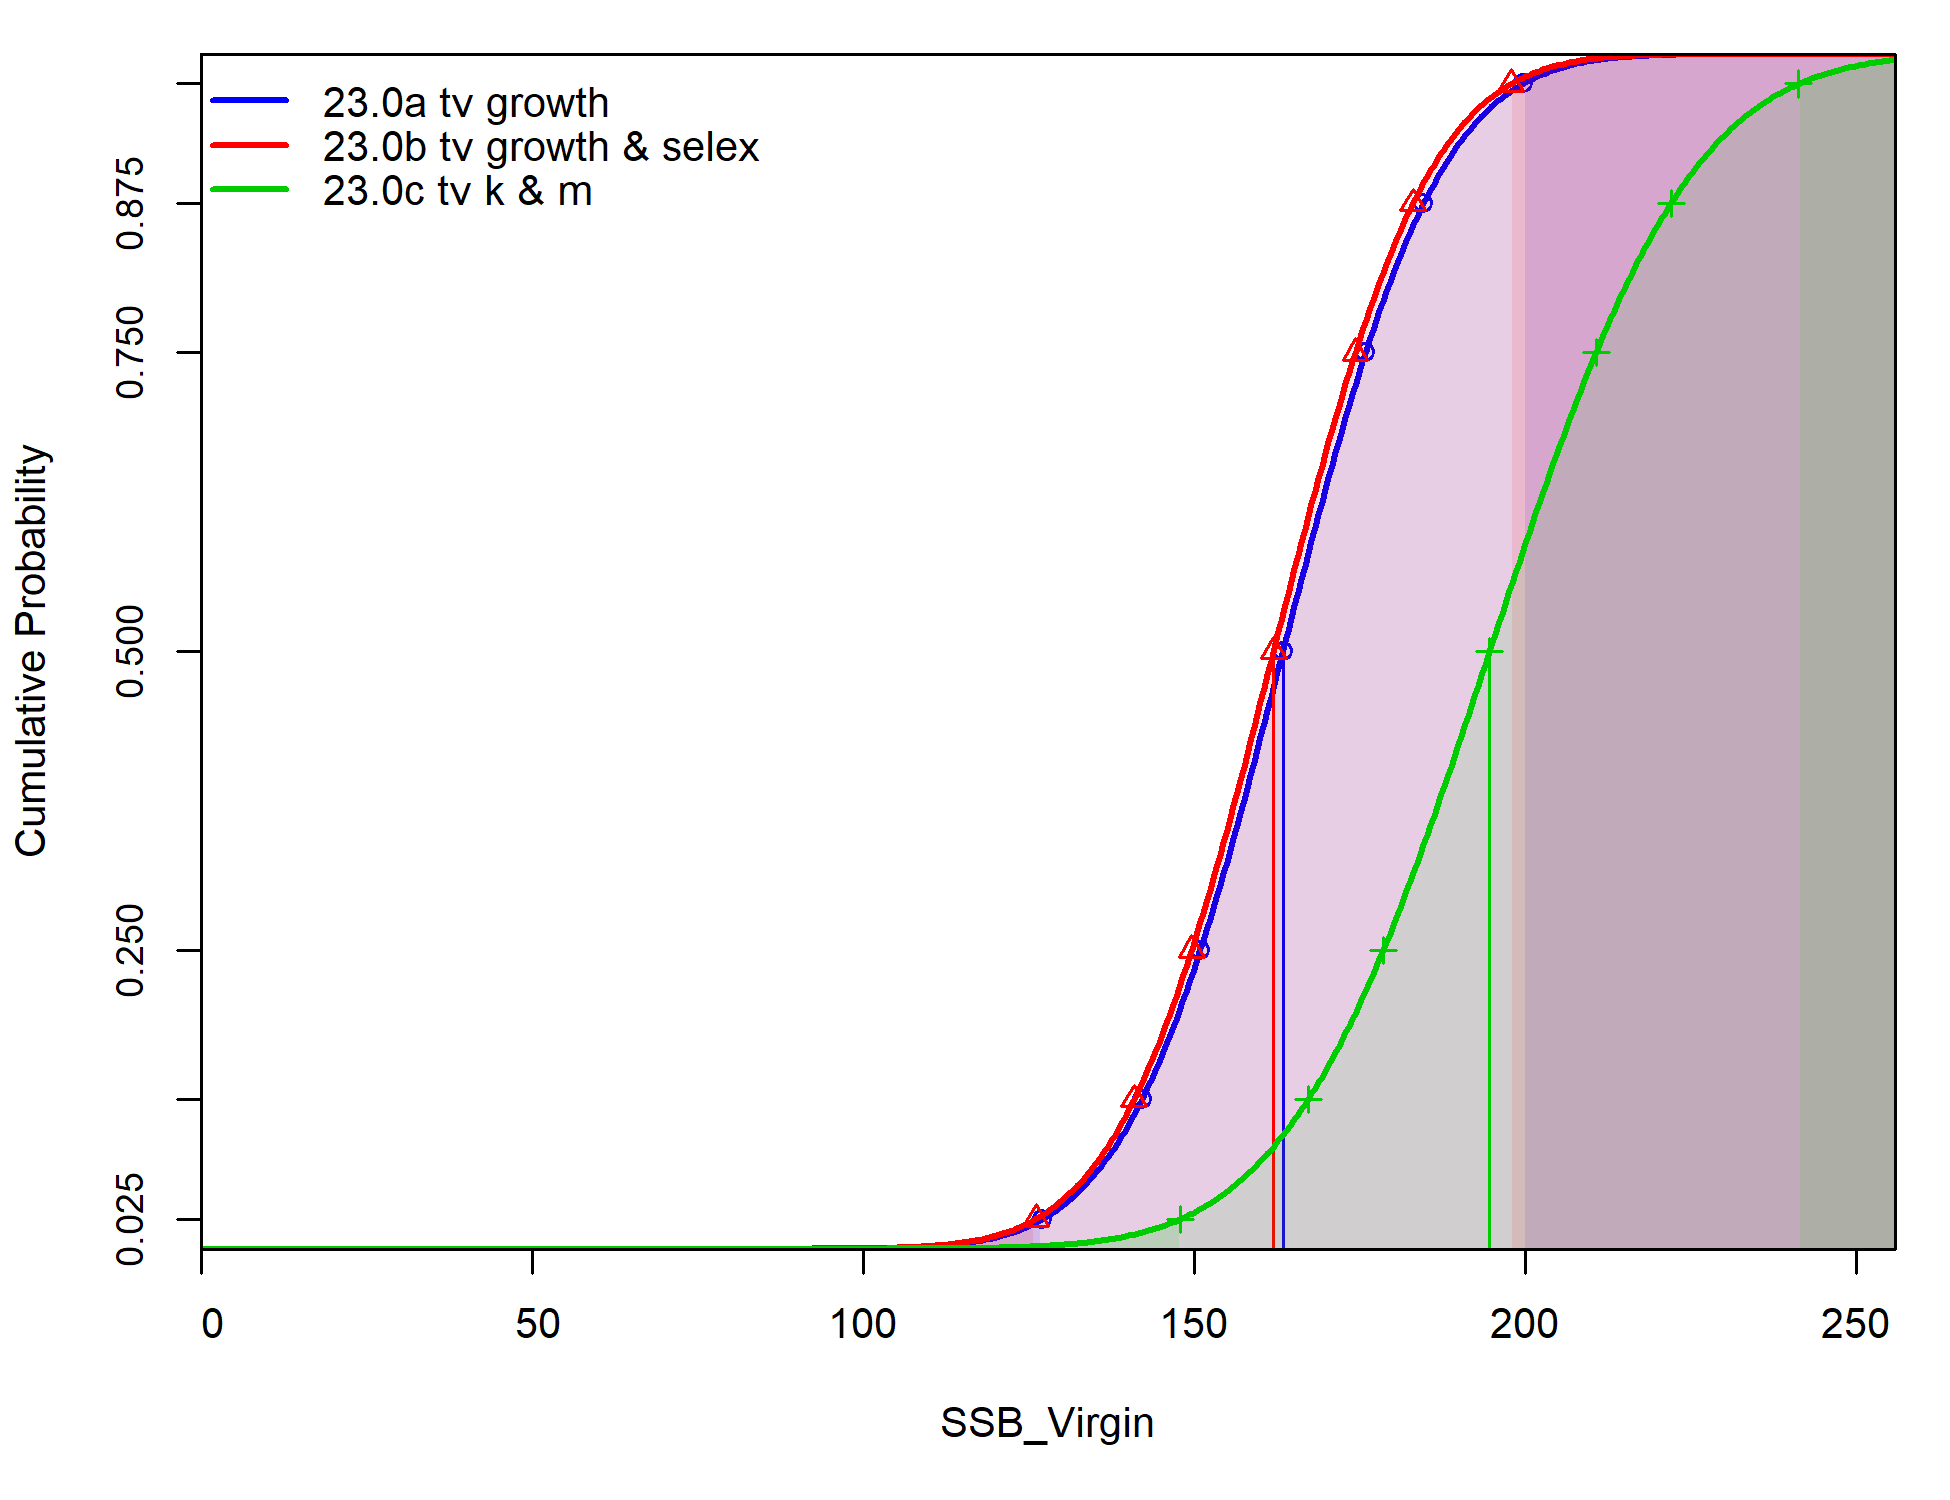 23.0a tv growth
23.0b tv growth & selex
23.0c tv k & m
Cumulative Probability
0.875
0.750
0.500
0.250
0.025
0 50 100 150 200 250
SSB_Virgin